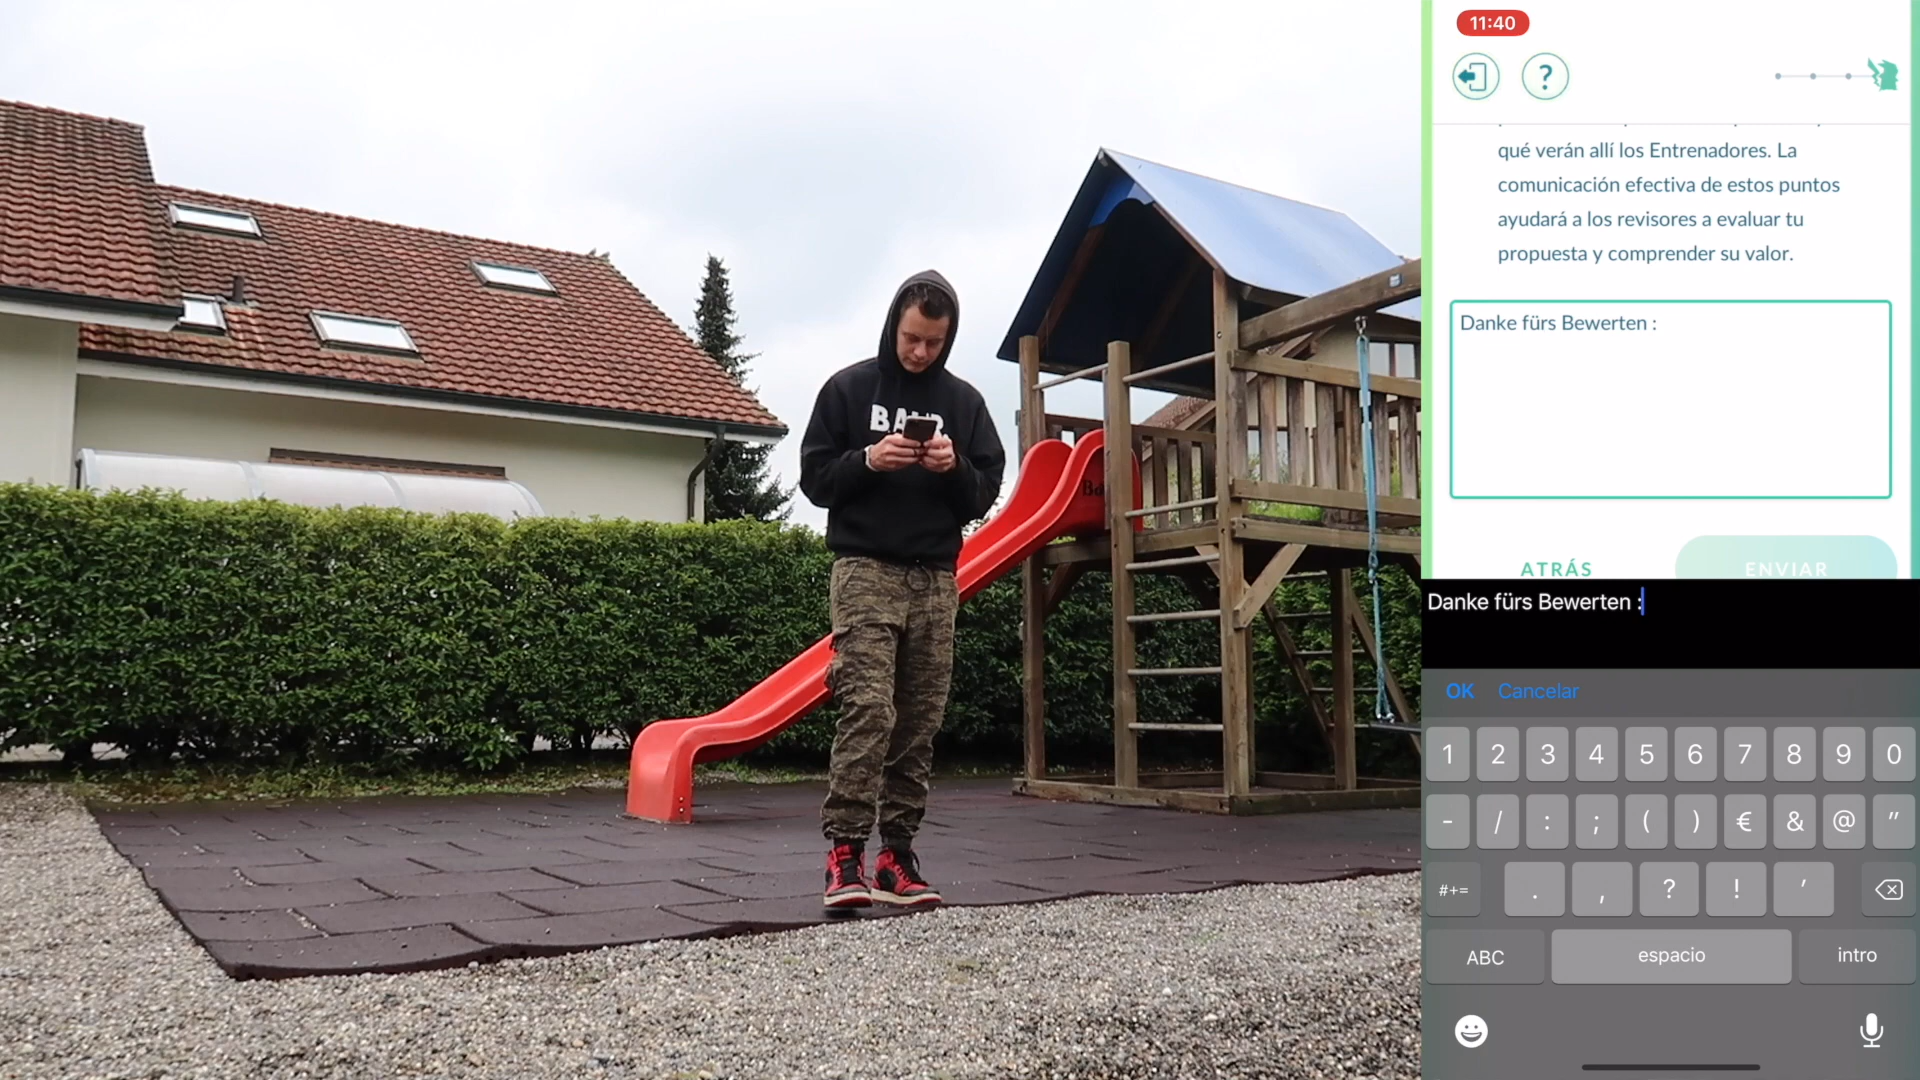 11:40
?
qué verán allí los Entrenadores. La
comunicación efectiva de estos puntos
ayudará a los revisores a evaluar tu
propuesta y comprender su valor.
Danke fürs Bewerten :
ATRÁS
ENVIAR
Danke fürs Bewerten :
OK Cancelar
1 2 3 4 5 6 7 8 9 0
- / : ; ( ) € & @ "
#+= . , ? ! '
ABC espacio intro